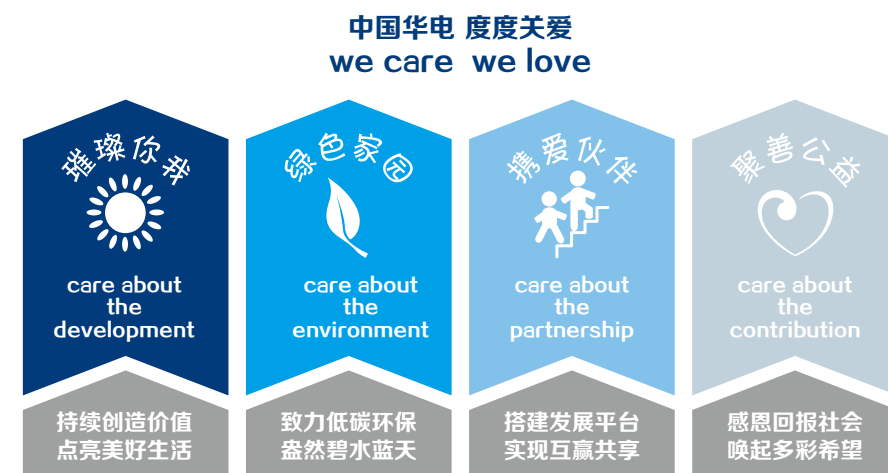 中国华电 度度关爱
we care we love
璀璨你我
care about
the
development
持续创造价值
点亮美好生活
绿色家园
care about
the
environment
致力低碳环保
盎然碧水蓝天
携爱伙伴
care about
the
partnership
搭建发展平台
实现互赢共享
聚善公益
care about
the
contribution
感恩回报社会
唤起多彩希望